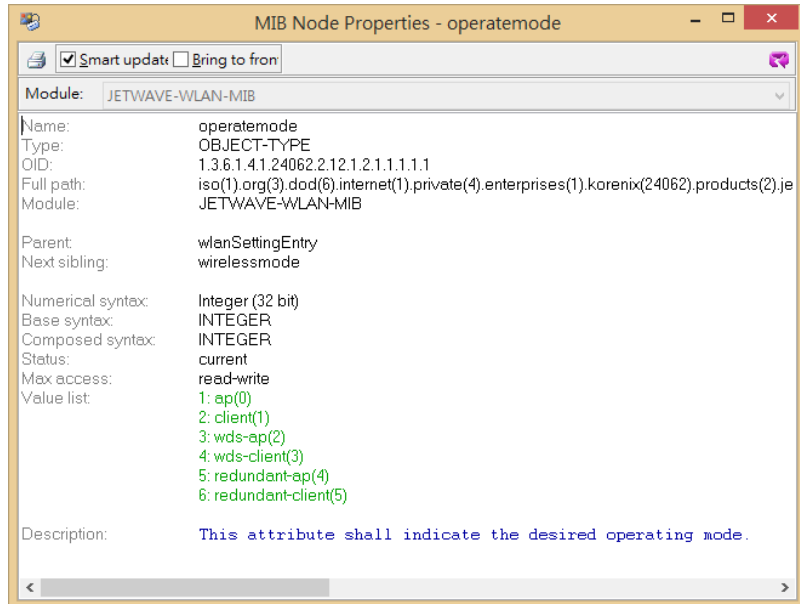 MIB Node Properties - operatemode
Smart update Bring to fron
Module: JETWAVE-WLAN-MIB
Name: operatemode
Type: OBJECT-TYPE
OID: 1.3.6.1.4.1.24062.2.12.1.2.1.1.1.1.1
Full path: iso(1).org(3).dod(6).internet(1).private(4).enterprises(1).korenix(24062).products(2).je
Module: JETWAVE-WLAN-MIB
Parent: wlanSettingEntry
Next sibling: wirelessmode
Numerical syntax: Integer (32 bit)
Base syntax: INTEGER
Composed syntax: INTEGER
Status: current
Max access: read-write
Value list: 1: ap(0)
2: client(1)
3: wds-ap(2)
4: wds-client(3)
5: redundant-ap(4)
6: redundant-client(5)
Description: This attribute shall indicate the desired operating mode.